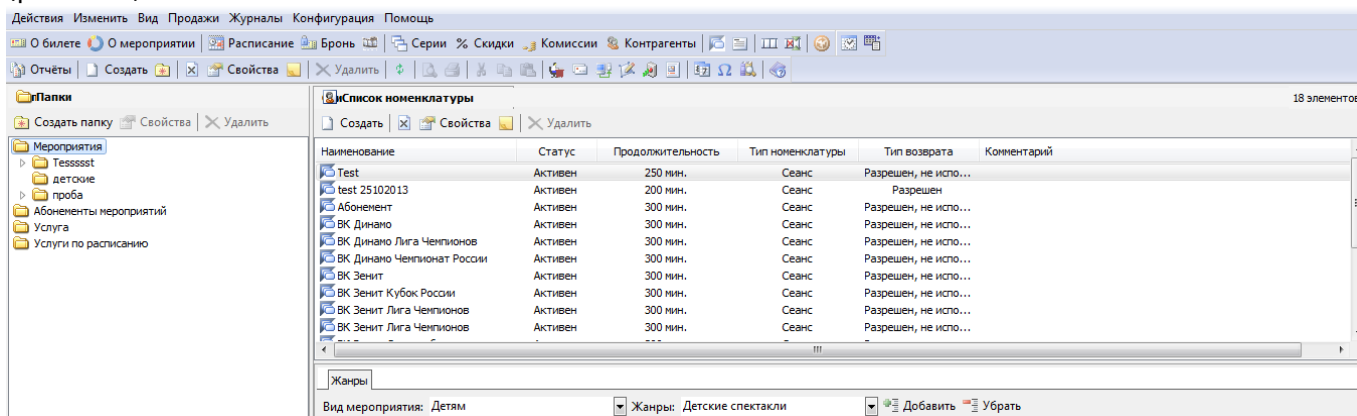 Действия Изменить Вид Продажи Журналы Конфигурация Помощь
О билете О мероприятии Расписание Бронь Серии % Скидки Комиссии Контрагенты
Отчёты Создать Свойства Удалить
Папки
Создать папку Свойства Удалить
Мероприятия
Tessssst
детские
проба
Абонементы мероприятий
Услуга
Услуги по расписанию
Список номенклатуры 18 элементов
Создать Свойства Удалить
Наименование Статус Продолжительность Тип номенклатуры Тип возврата Комментарий
Test Активен 250 мин. Сеанс Разрешен, не испо...
test 25102013 Активен 200 мин. Сеанс Разрешен
Абонемент Активен 300 мин. Сеанс Разрешен, не испо...
ВК Динамо Активен 300 мин. Сеанс Разрешен, не испо...
ВК Динамо Лига Чемпионов Активен 300 мин. Сеанс Разрешен, не испо...
ВК Динамо Чемпионат России Активен 300 мин. Сеанс Разрешен, не испо...
ВК Зенит Активен 300 мин. Сеанс Разрешен, не испо...
ВК Зенит Кубок России Активен 300 мин. Сеанс Разрешен, не испо...
ВК Зенит Лига Чемпионов Активен 300 мин. Сеанс Разрешен, не испо...
ВК Зенит Лига Чемпионов Активен 300 мин. Сеанс Разрешен, не испо...
Жанры
Вид мероприятия: Детям Жанры: Детские спектакли Добавить Убрать